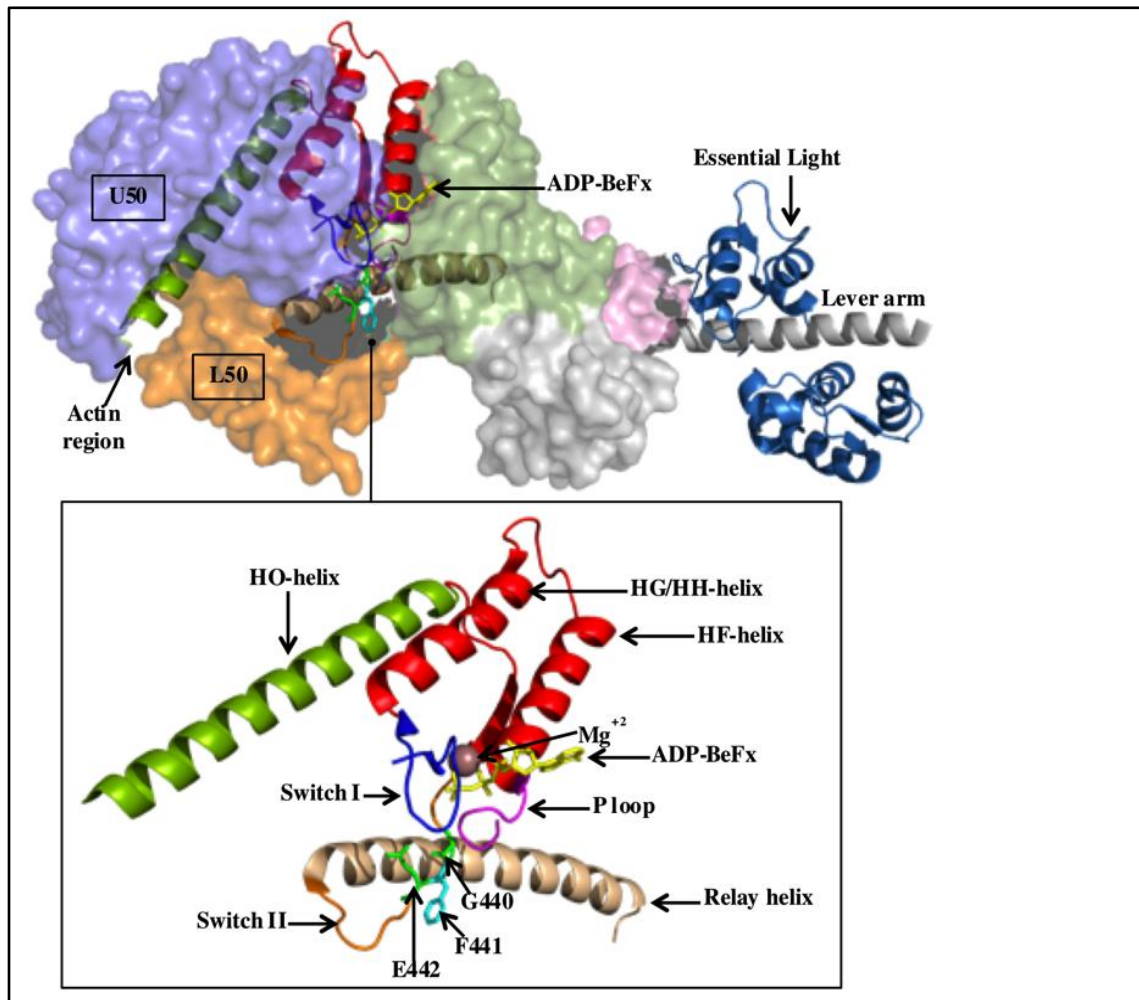 Essential Light
ADP-BeFx
U50
Lever arm
L50
Actin
region
HO-helix
HG/HH-helix
HF-helix
Mg+2
ADP-BeFx
Switch I
P loop
G440
Relay helix
Switch II
F441
E442